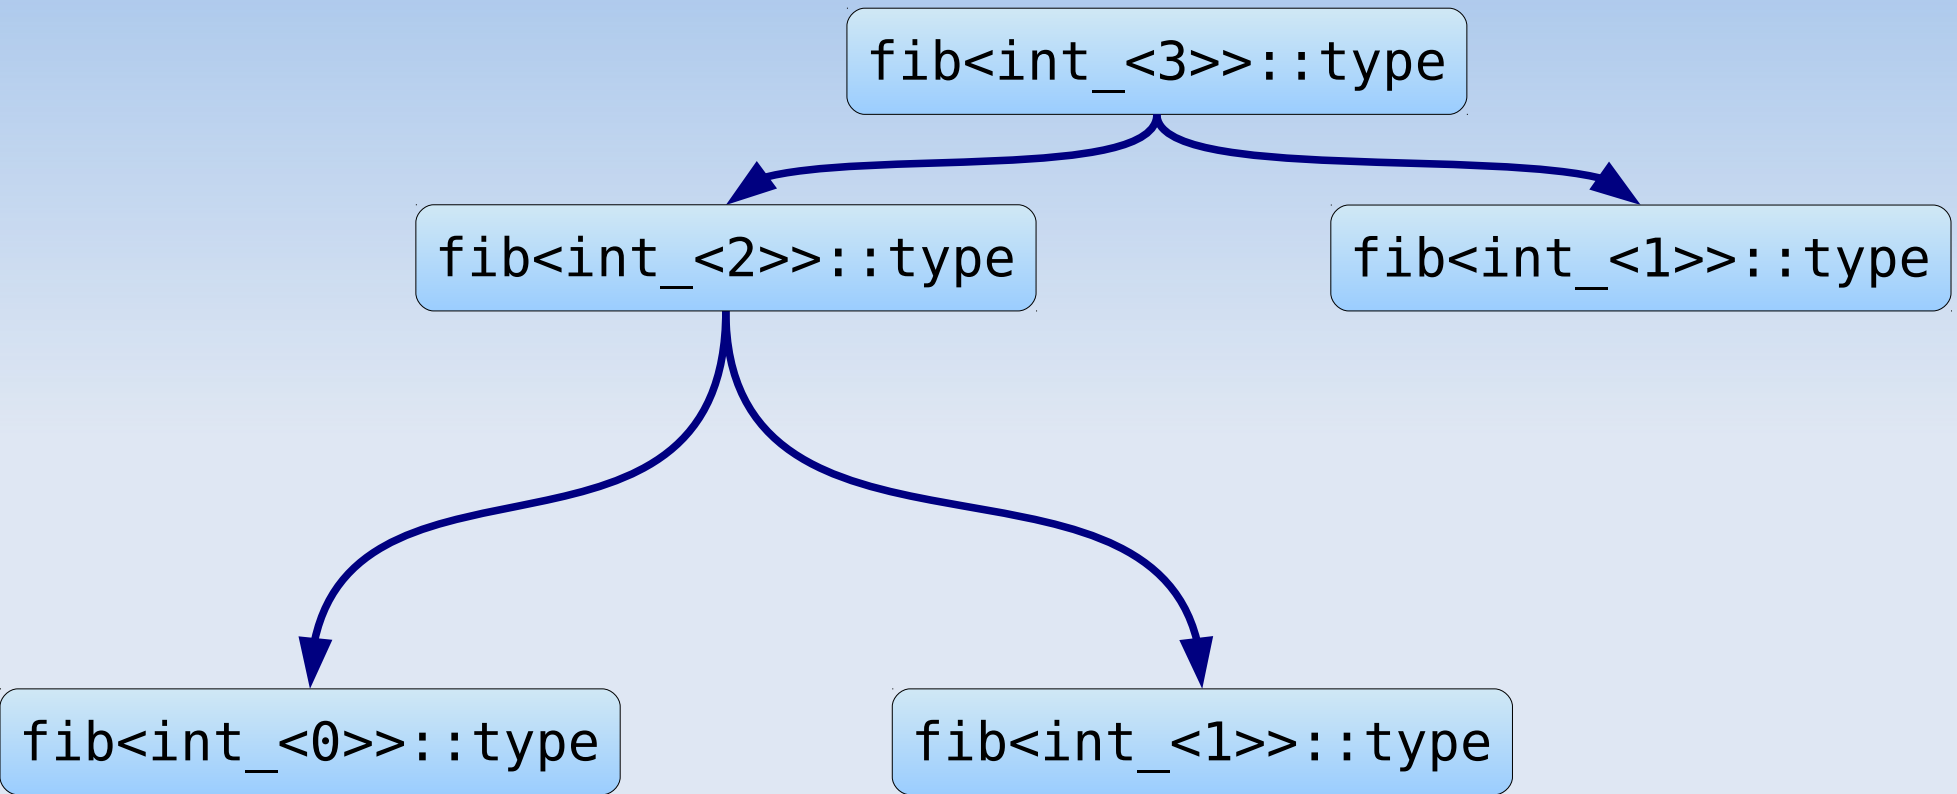 fib<int_<3>>::type
fib<int_<2>>::type
fib<int_<1>>::type
fib<int_<0>>::type
fib<int_<1>>::type